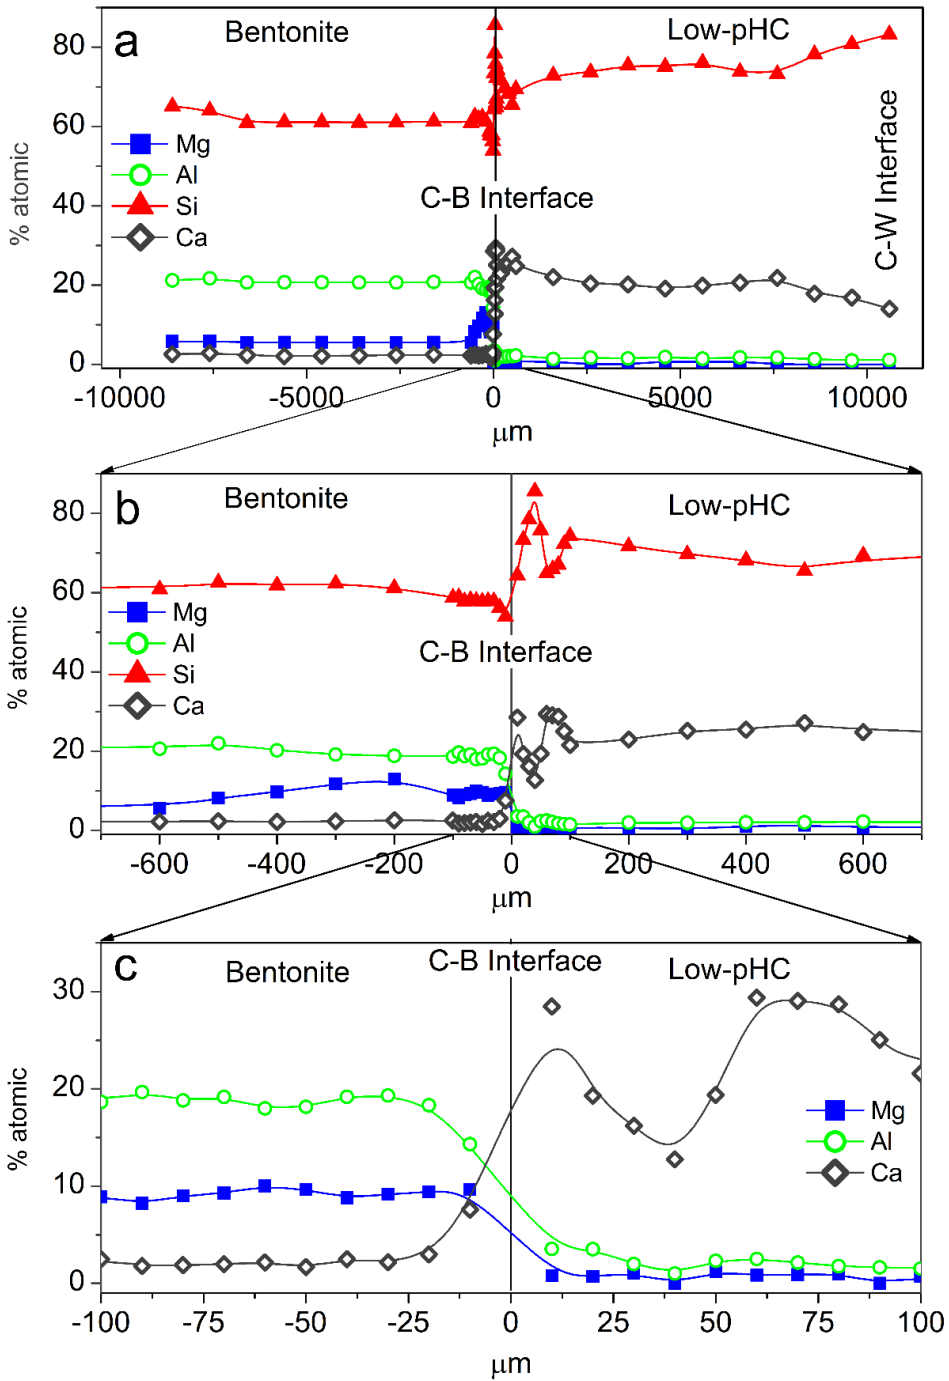 a
Bentonite
Low-pHC
80
60
40
20
0
% atomic
Mg
Al
Si
Ca
C-B Interface
C-W Interface
-10000 -5000 0 5000 10000
μm
b
Bentonite
Low-pHC
80
60
40
20
0
% atomic
Mg
Al
Si
Ca
C-B Interface
-600 -400 -200 0 200 400 600
μm
c
Bentonite
C-B Interface
Low-pHC
30
20
10
0
% atomic
Mg
Al
Ca
-100 -75 -50 -25 0 25 50 75 100
μm